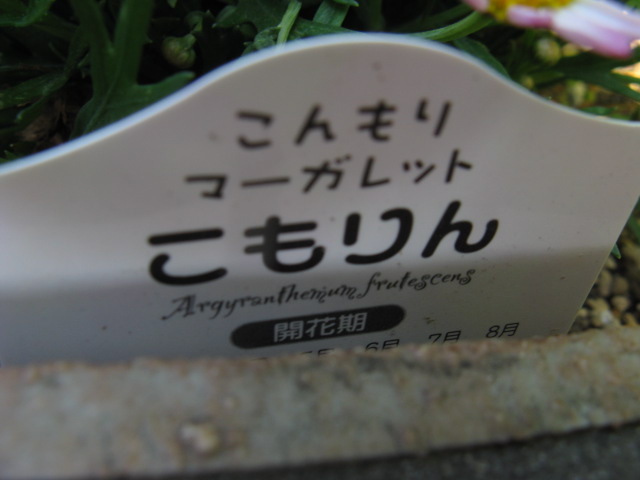 こんもり
マーガレット
こもりん
Argyranthemum frutescens
開花期
6月 7月 8月